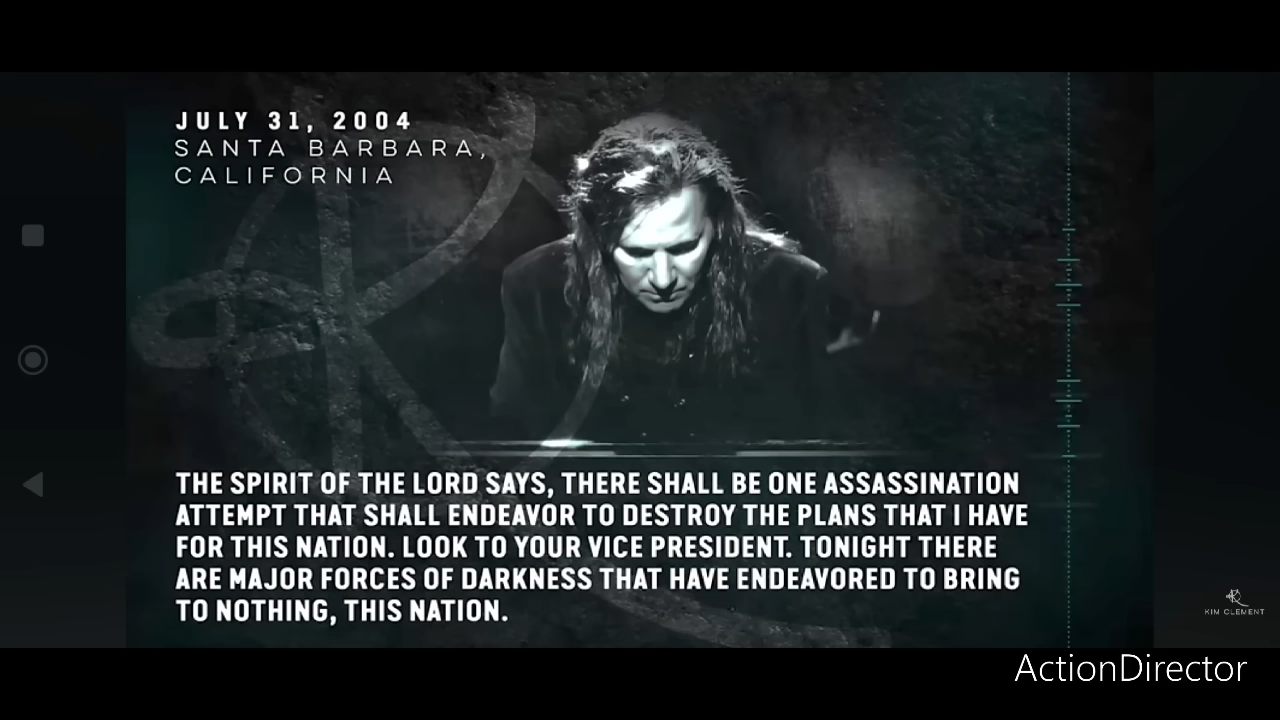 JULY 31, 2004
SANTA BARBARA,
CALIFORNIA
THE SPIRIT OF THE LORD SAYS, THERE SHALL BE ONE ASSASSINATION
ATTEMPT THAT SHALL ENDEAVOR TO DESTROY THE PLANS THAT I HAVE
FOR THIS NATION. LOOK TO YOUR VICE PRESIDENT. TONIGHT THERE
ARE MAJOR FORCES OF DARKNESS THAT HAVE ENDEAVORED TO BRING
TO NOTHING, THIS NATION.
KIM CLEMENT
ActionDirector